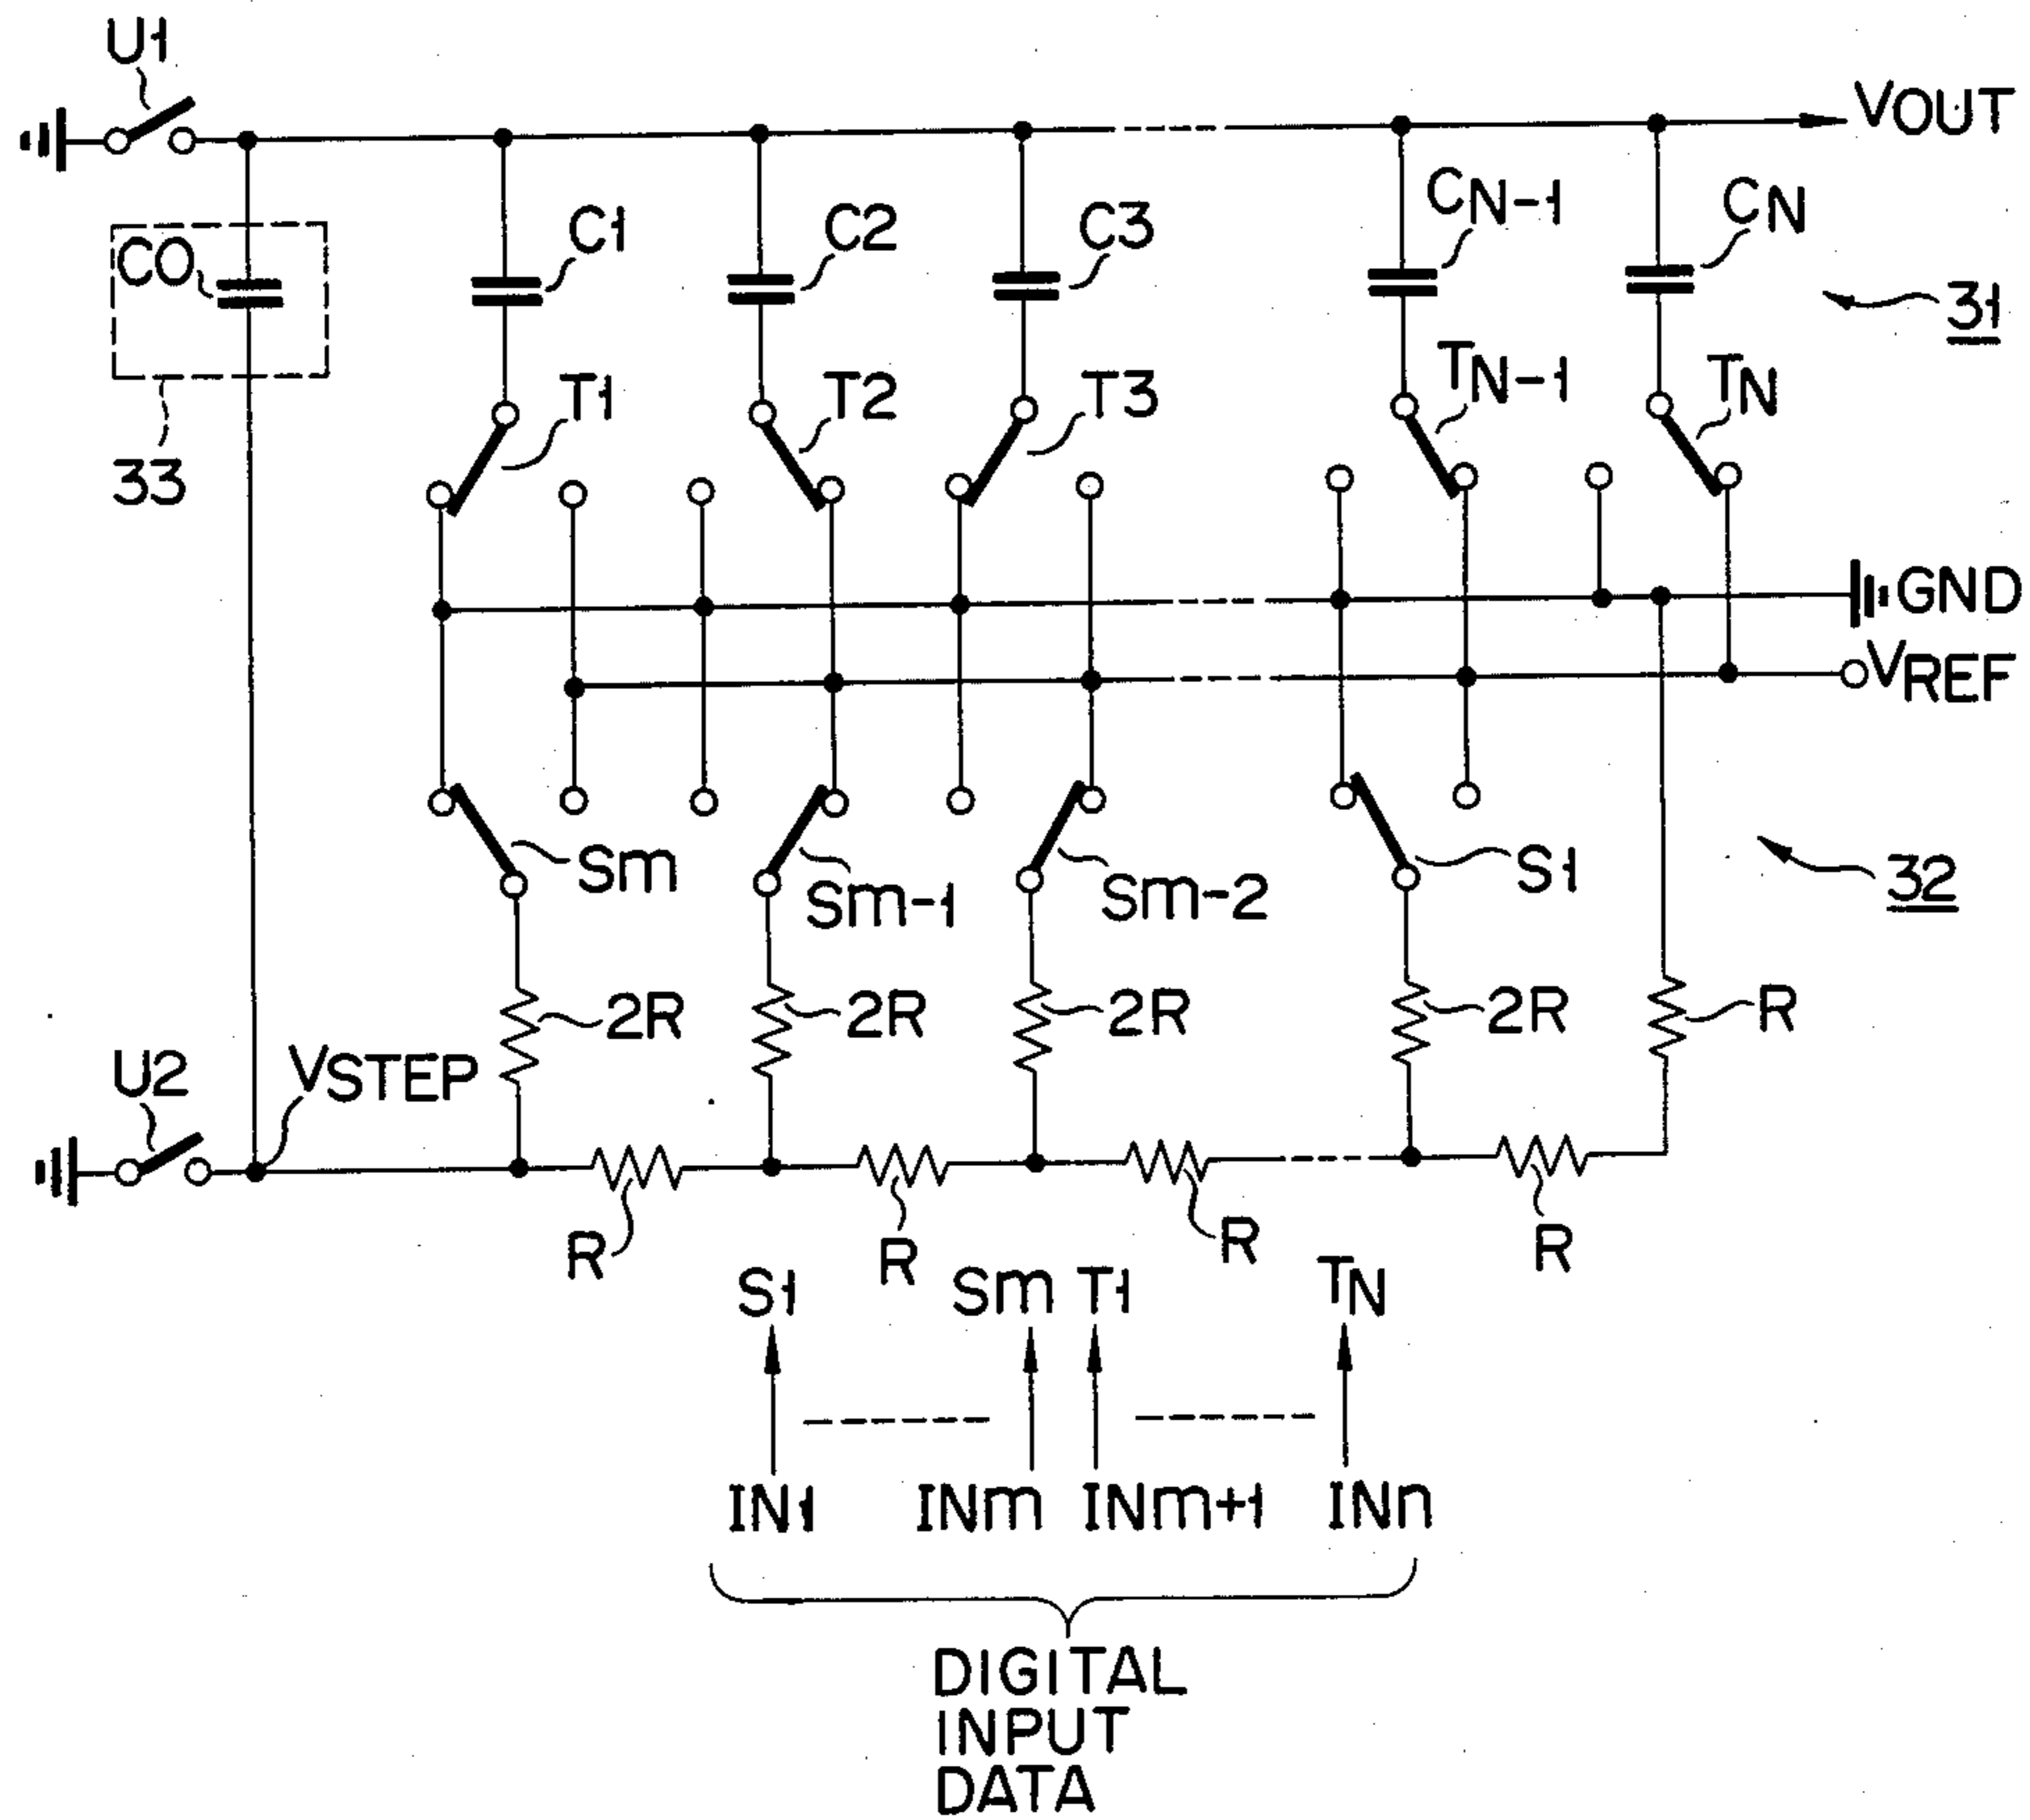 U1
VOUT
C0
C1
C2
C3
CN-1
CN
31
T1
T2
T3
TN-1
TN
33
GND
VREF
Sm
Sm-1
Sm-2
S1
32
2R
2R
2R
2R
R
U2
VSTEP
R
R
R
R
S1
Sm
T1
TN
IN1
INm
INm+1
INn
DIGITAL
INPUT
DATA